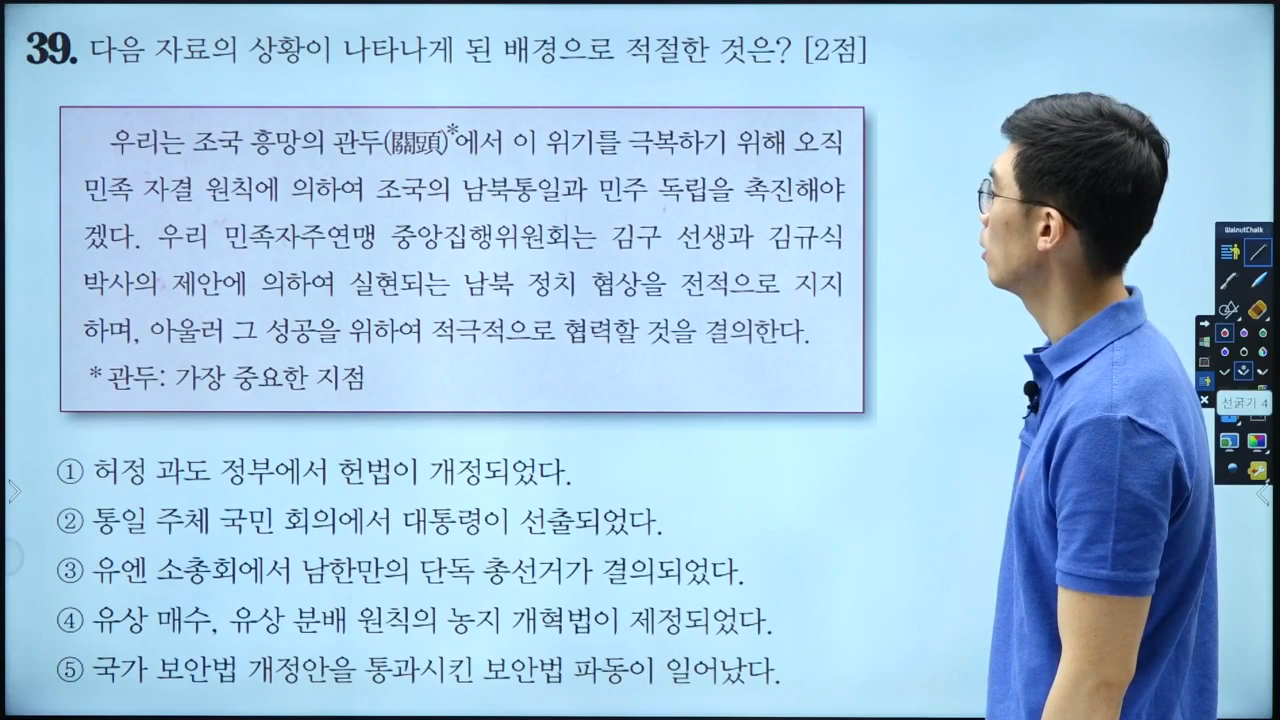 39. 다음 자료의 상황이 나타나게 된 배경으로 적절한 것은? [2점]
우리는 조국 흥망의 관두(關頭)*에서 이 위기를 극복하기 위해 오직
민족 자결 원칙에 의하여 조국의 남북통일과 민주 독립을 촉진해야
겠다. 우리 민족자주연맹 중앙집행위원회는 김구 선생과 김규식
박사의 제안에 의하여 실현되는 남북 정치 협상을 전적으로 지지
하며, 아울러 그 성공을 위하여 적극적으로 협력할 것을 결의한다.
* 관두: 가장 중요한 지점
① 허정 과도 정부에서 헌법이 개정되었다.
② 통일 주체 국민 회의에서 대통령이 선출되었다.
③ 유엔 소총회에서 남한만의 단독 총선거가 결의되었다.
④ 유상 매수, 유상 분배 원칙의 농지 개혁법이 제정되었다.
⑤ 국가 보안법 개정안을 통과시킨 보안법 파동이 일어났다.
WalnutChalk
선굵기 4